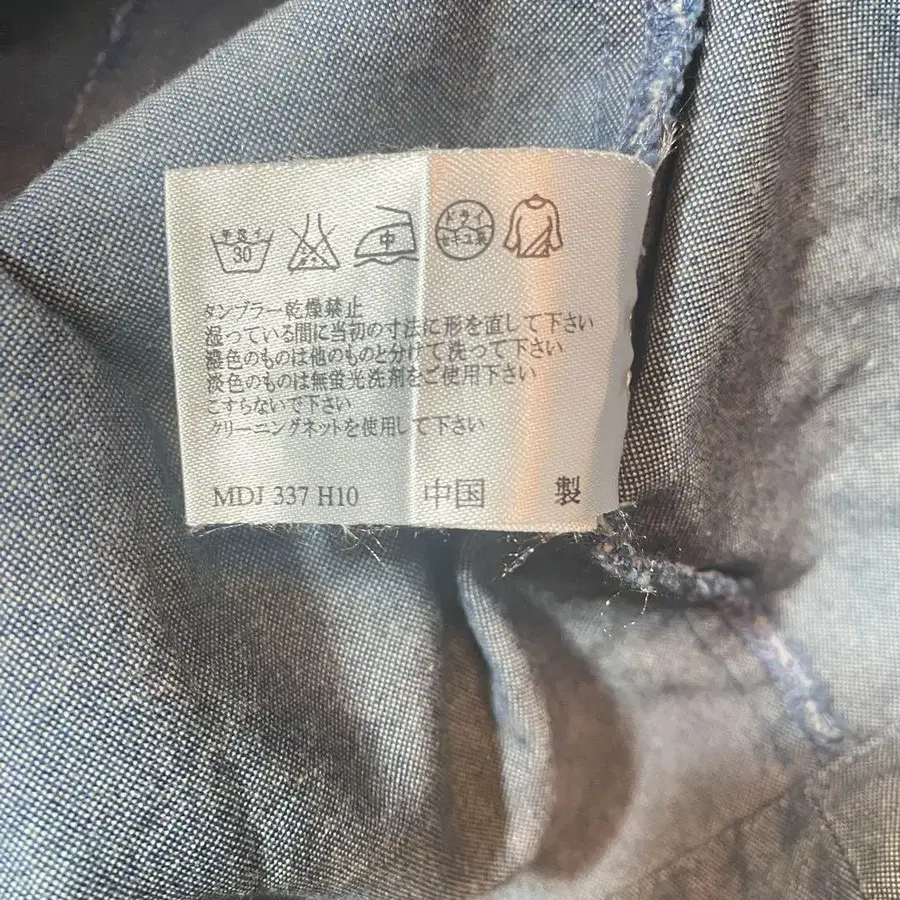 手洗イ
30
中
ドライ
セキユ系
タンブラー乾燥禁止
湿っている間に当初の寸法に形を直して下さい
濃色のものは他のものと分けて洗って下さい
淡色のものは無蛍光洗剤をご使用下さい
こすらないで下さい
クリーニングネットを使用して下さい
MDJ 337 H10 中国 製